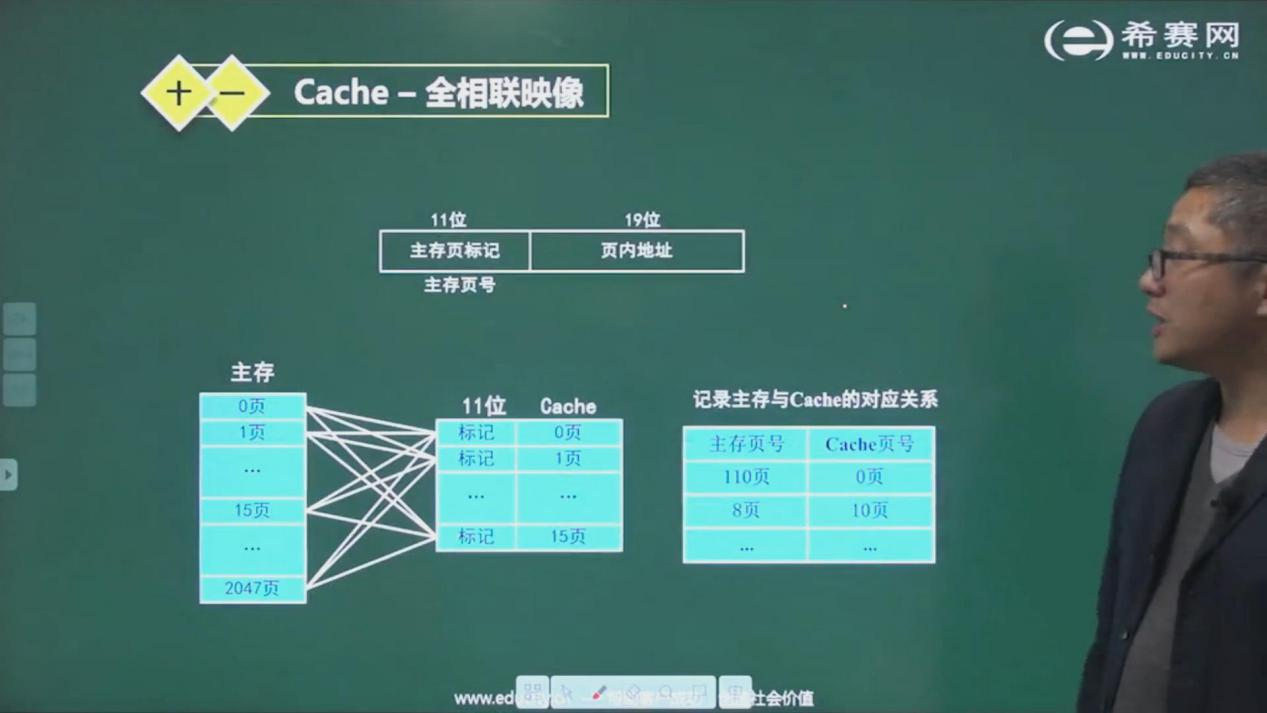 希赛网
WWW.EDUCITY.CN
+ − Cache – 全相联映像
11位 19位
主存页标记 页内地址
主存页号
主存
0页
1页
...
15页
...
2047页
11位 Cache
标记 0页
标记 1页
... ...
标记 15页
记录主存与Cache的对应关系
主存页号 Cache页号
110页 0页
8页 10页
... ...
www.edu
社会价值